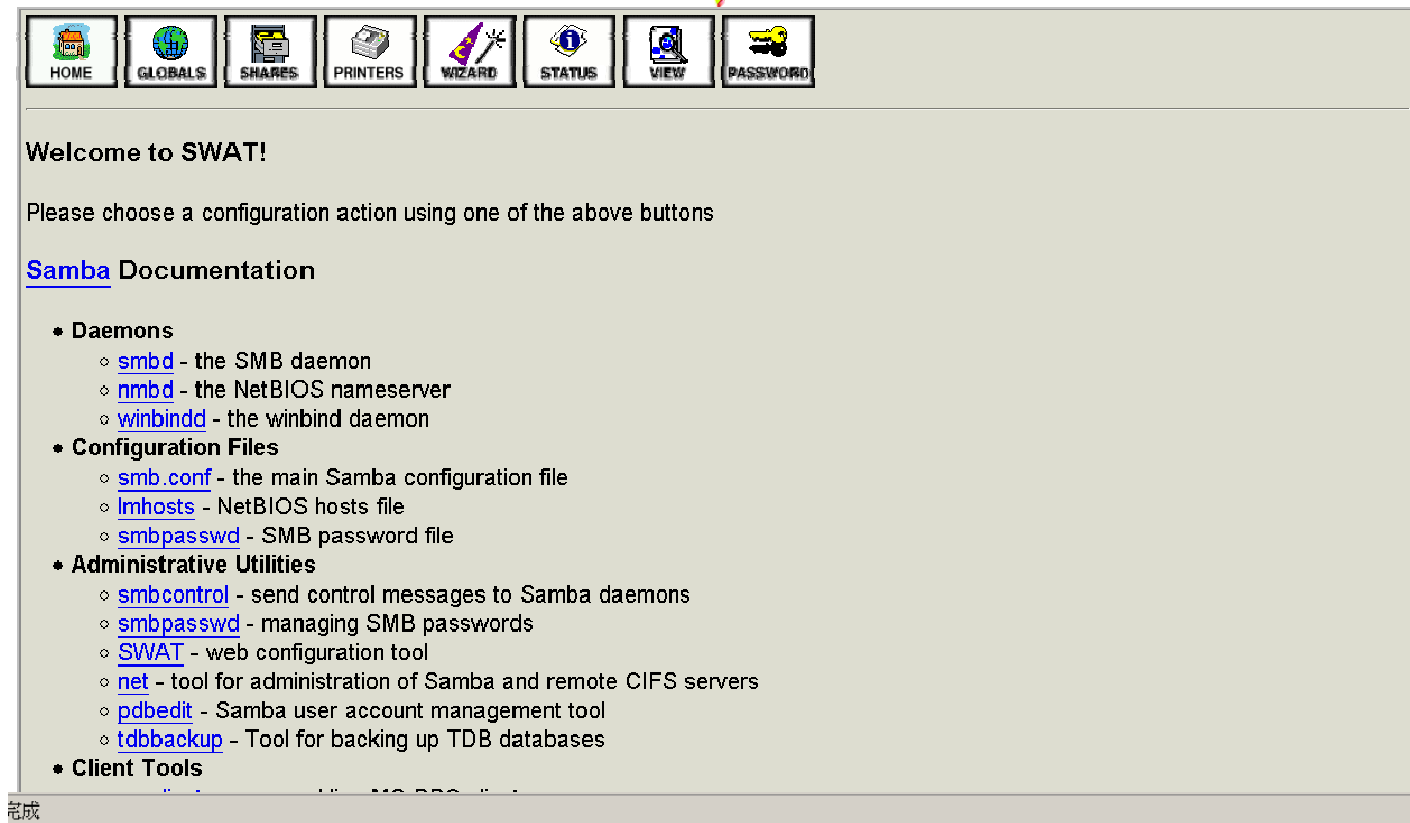 HOME GLOBALS SHARES PRINTERS WIZARD STATUS VIEW PASSWORD
Welcome to SWAT!
Please choose a configuration action using one of the above buttons
Samba Documentation
• Daemons
◦ smbd - the SMB daemon
◦ nmbd - the NetBIOS nameserver
◦ winbindd - the winbind daemon
• Configuration Files
◦ smb.conf - the main Samba configuration file
◦ lmhosts - NetBIOS hosts file
◦ smbpasswd - SMB password file
• Administrative Utilities
◦ smbcontrol - send control messages to Samba daemons
◦ smbpasswd - managing SMB passwords
◦ SWAT - web configuration tool
◦ net - tool for administration of Samba and remote CIFS servers
◦ pdbedit - Samba user account management tool
◦ tdbbackup - Tool for backing up TDB databases
• Client Tools
完成